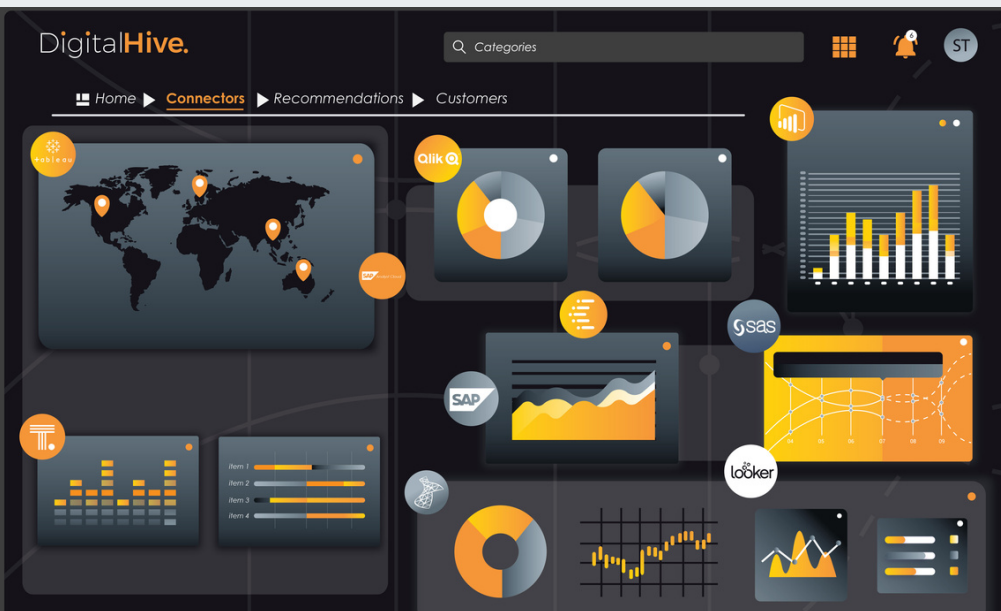 DigitalHive.
Categories
6
ST
Home
Connectors
Recommendations
Customers
tableau
Qlik Q
SAP
SAP
sas
looker
T.
Item 1
Item 2
Item 3
Item 4
04 05 06 07 08 09